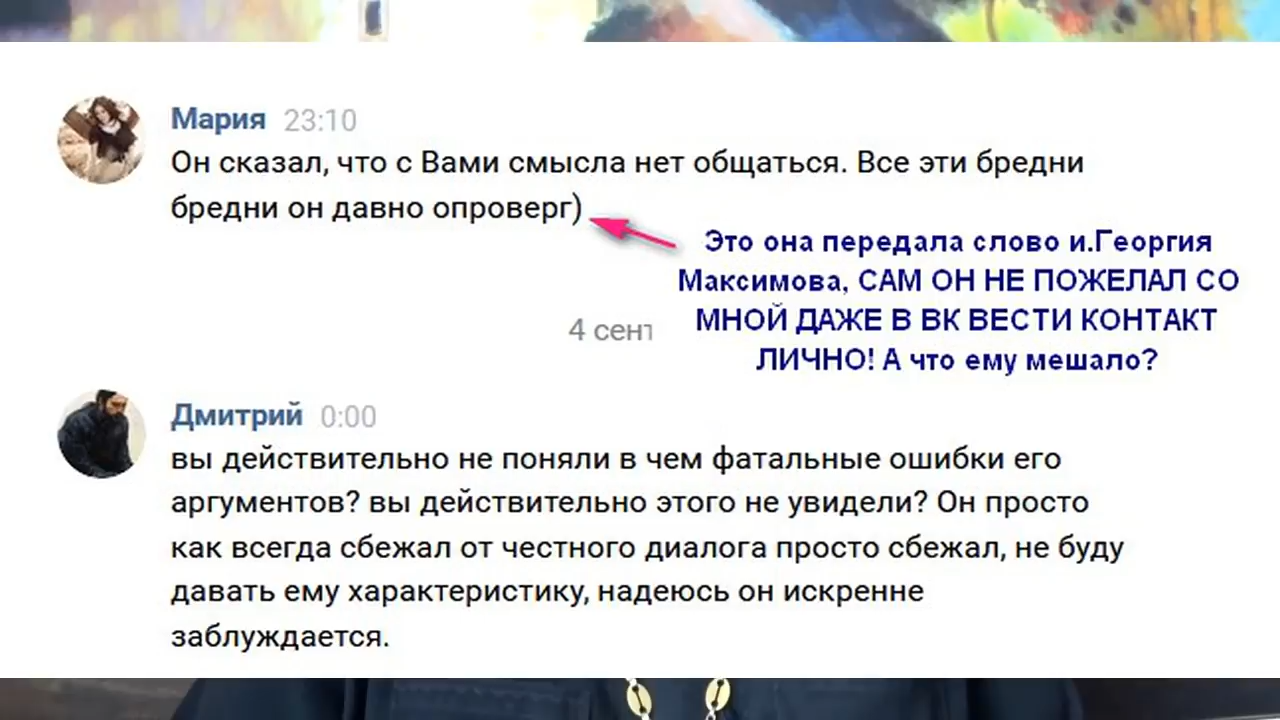 Мария 23:10
Он сказал, что с Вами смысла нет общаться. Все эти бредни
бредни он давно опроверг)
Это она передала слово и.Георгия
Максимова, САМ ОН НЕ ПОЖЕЛАЛ СО
МНОЙ ДАЖЕ В ВК ВЕСТИ КОНТАКТ
ЛИЧНО! А что ему мешало?
4 сент
Дмитрий 0:00
вы действительно не поняли в чем фатальные ошибки его
аргументов? вы действительно этого не увидели? Он просто
как всегда сбежал от честного диалога просто сбежал, не буду
давать ему характеристику, надеюсь он искренне
заблуждается.